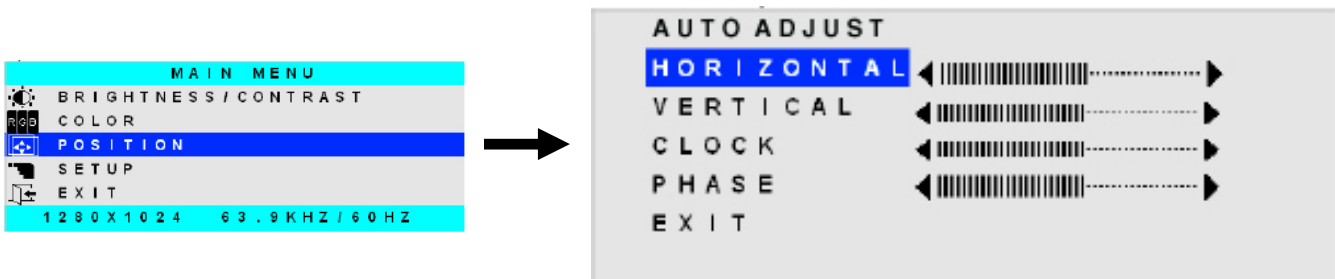 MAIN MENU
BRIGHTNESS/CONTRAST
RGB COLOR
POSITION
SETUP
EXIT
1280X1024 63.9KHZ/60HZ
AUTO ADJUST
HORIZONTAL
VERTICAL
CLOCK
PHASE
EXIT